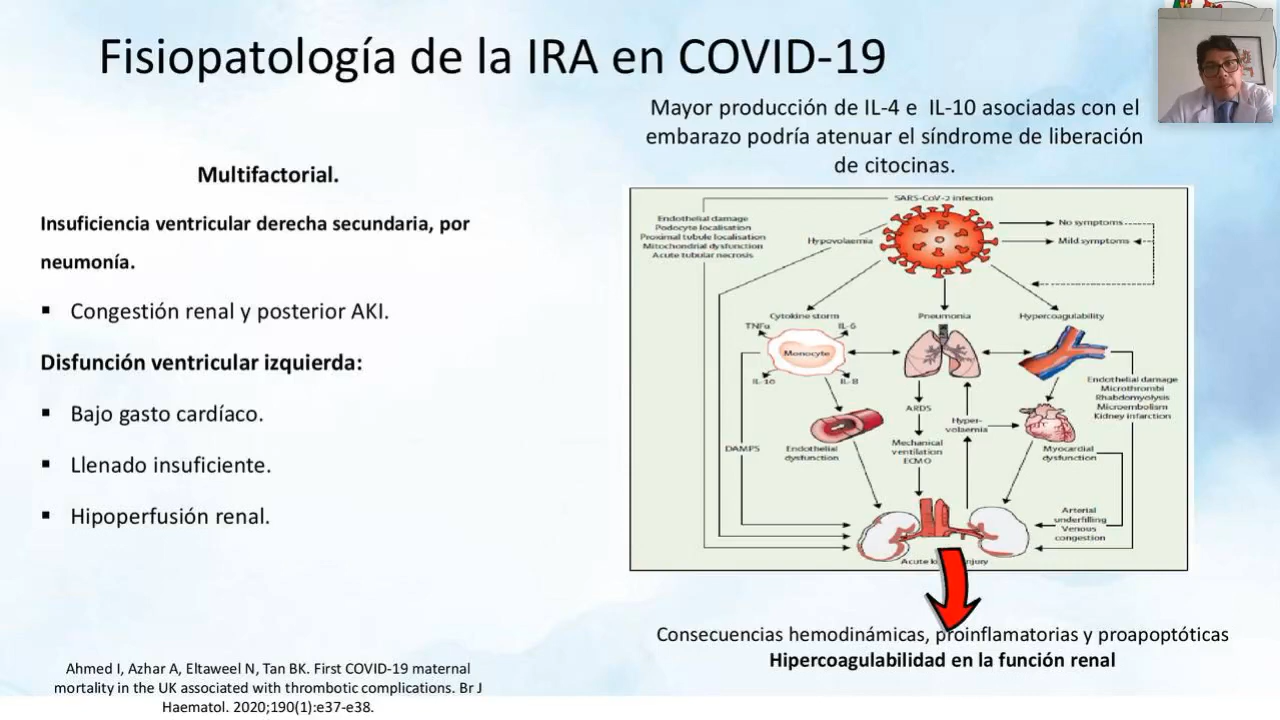 Fisiopatología de la IRA en COVID-19
Multifactorial.
Insuficiencia ventricular derecha secundaria, por
neumonía.
▪ Congestión renal y posterior AKI.
Disfunción ventricular izquierda:
▪ Bajo gasto cardíaco.
▪ Llenado insuficiente.
▪ Hipoperfusión renal.
Ahmed I, Azhar A, Eltaweel N, Tan BK. First COVID-19 maternal
mortality in the UK associated with thrombotic complications. Br J
Haematol. 2020;190(1):e37-e38.
Mayor producción de IL-4 e IL-10 asociadas con el
embarazo podría atenuar el síndrome de liberación
de citocinas.
SARS-CoV-2 infection
Endothelial damage
Podocyte localisation
Proximal tubule localisation
Mitochondrial dysfunction
Acute tubular necrosis
Hypovolaemia
No symptoms
Mild symptoms
Cytokine storm
TNFα
IL-6
Monocyte
IL-10
IL-8
Pneumonia
Hypercoagulability
Endothelial damage
Microthrombi
Rhabdomyolysis
Microembolism
Kidney infarction
ARDS
Hyper-
volaemia
Mechanical
ventilation
ECMO
DAMPS
Endothelial
dysfunction
Myocardial
dysfunction
Arterial
underfilling
Venous
congestion
Acute
Consecuencias hemodinámicas, proinflamatorias y proapoptóticas
Hipercoagulabilidad en la función renal